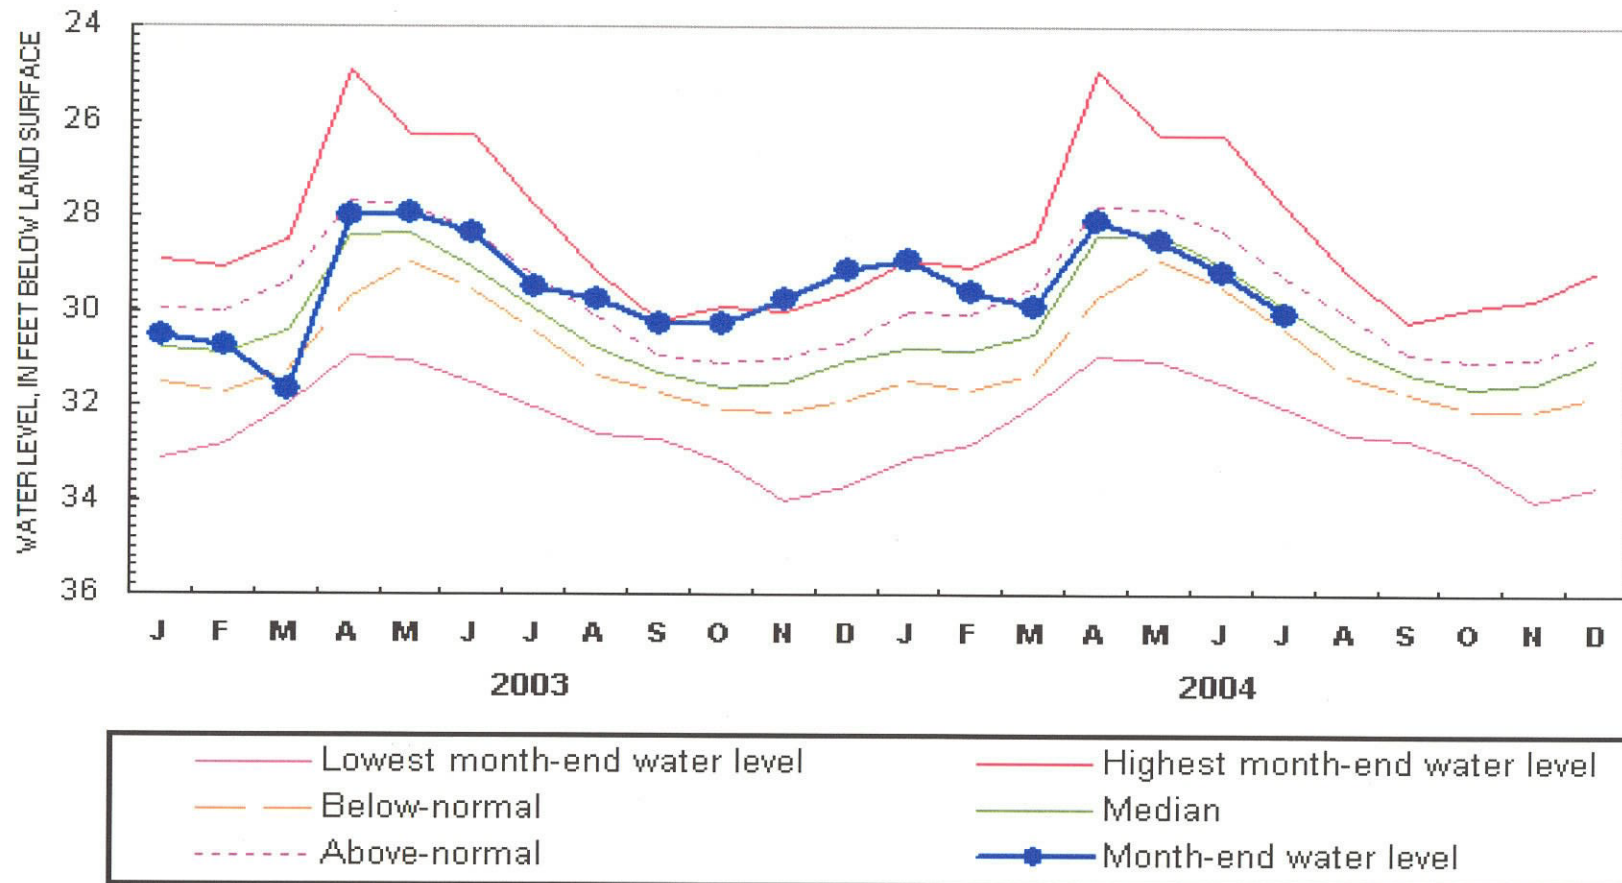 WATER LEVEL, IN FEET BELOW LAND SURFACE
24
26
28
30
32
34
36
J F M A M J J A S O N D J F M A M J J A S O N D
2003 2004
Lowest month-end water level Highest month-end water level
Below-normal Median
Above-normal Month-end water level